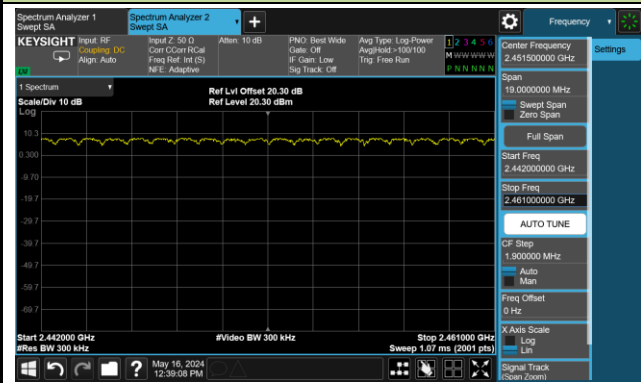 Spectrum Analyzer 1
Swept SA
Spectrum Analyzer 2
Swept SA
+
Frequency
KEYSIGHT
Input: RF
Coupling: DC
Align: Auto
Input Z: 50 Ω
Corr CCorr RCal
Freq Ref: Int (S)
NFE: Adaptive
Atten: 10 dB
PNO: Best Wide
Gate: Off
IF Gain: Low
Sig Track: Off
Avg Type: Log-Power
Avg|Hold:>100/100
Trig: Free Run
1 2 3 4 5 6
M W W W W W
P N N N N N
1 Spectrum
Scale/Div 10 dB
Log
Ref Lvl Offset 20.30 dB
Ref Level 20.30 dBm
10.3
0.300
-9.70
-19.7
-29.7
-39.7
-49.7
-59.7
-69.7
Start 2.442000 GHz
#Res BW 300 kHz
#Video BW 300 kHz
Stop 2.461000 GHz
Sweep 1.07 ms (2001 pts)
?
May 16, 2024
12:39:08 PM
Center Frequency
2.451500000 GHz
Settings
Span
19.0000000 MHz
Swept Span
Zero Span
Full Span
Start Freq
2.442000000 GHz
Stop Freq
2.461000000 GHz
AUTO TUNE
CF Step
1.900000 MHz
Auto
Man
Freq Offset
0 Hz
X Axis Scale
Log
Lin
Signal Track
(Span Zoom)